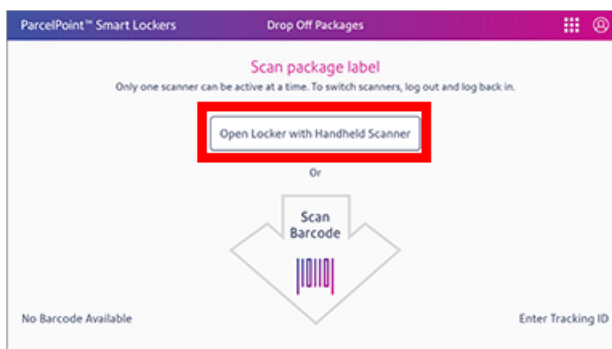 ParcelPoint™ Smart Lockers
Drop Off Packages
Scan package label
Only one scanner can be active at a time. To switch scanners, log out and log back in.
Open Locker with Handheld Scanner
Or
Scan
Barcode
No Barcode Available
Enter Tracking ID